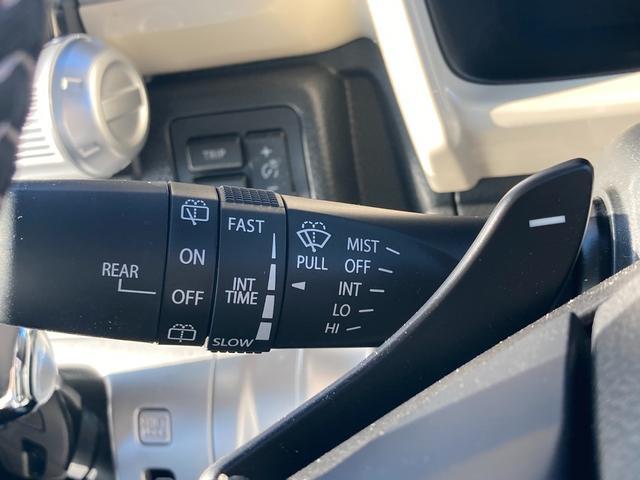 TRIP
REAR
ON
OFF
FAST
INT
TIME
SLOW
PULL
MIST
OFF
INT
LO
HI